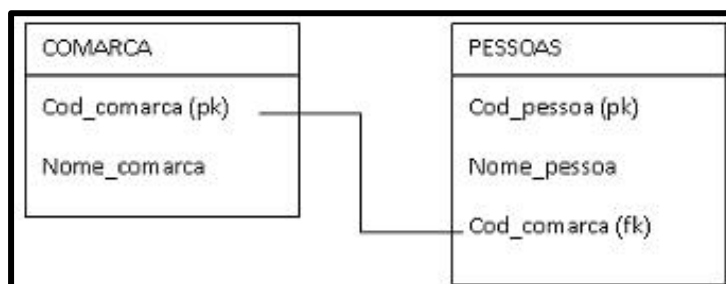 COMARCA
Cod_comarca (pk)
Nome_comarca
PESSOAS
Cod_pessoa (pk)
Nome_pessoa
Cod_comarca (fk)